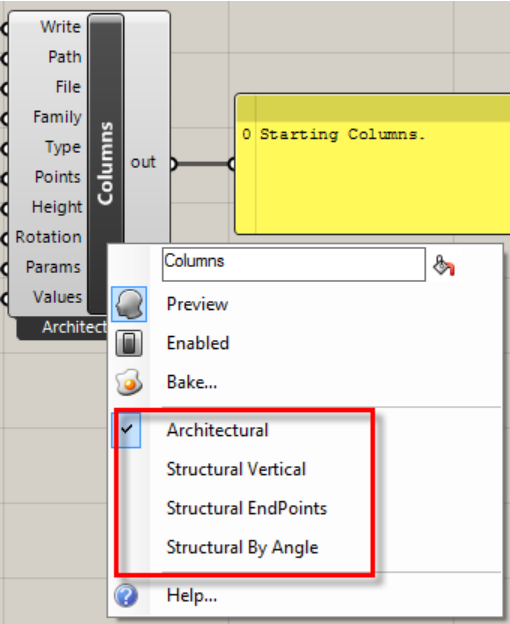 Write
Path
File
Family
Type
Points
Height
Rotation
Params
Values
Columns
out
Architect
0 Starting Columns.
Columns
Preview
Enabled
Bake...
Architectural
Structural Vertical
Structural EndPoints
Structural By Angle
Help...